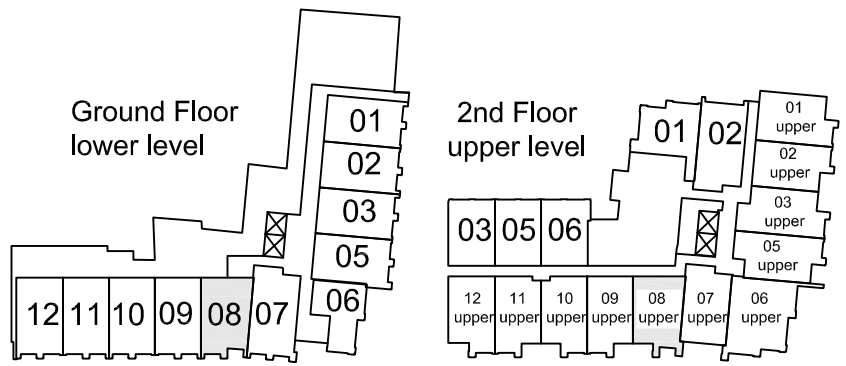 Ground Floor
lower level
01
02
03
05
06
12 11 10 09 08 07
2nd Floor
upper level
01 02
03 05 06
01
upper
02
upper
03
upper
05
upper
12
upper
11
upper
10
upper
09
upper
08
upper
07
upper
06
upper